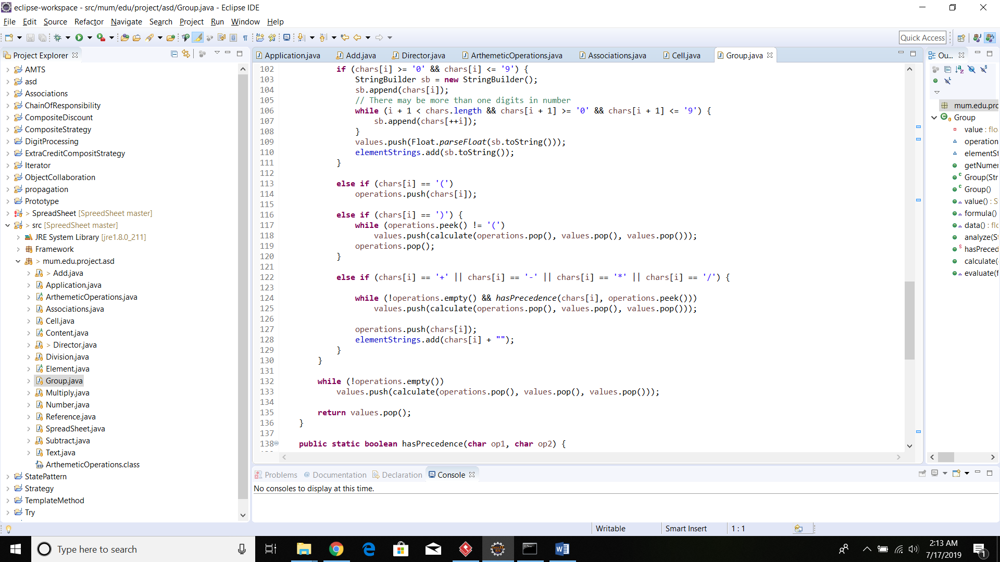 eclipse-workspace - src/mum/edu/project/asd/Group.java - Eclipse IDE
File Edit Source Refactor Navigate Search Project Run Window Help
Quick Access
Project Explorer
AMTS
asd
Associations
ChainOfResponsibility
CompositeDiscount
CompositeStrategy
DigitProcessing
ExtraCreditCompositStrategy
Iterator
ObjectCollaboration
propagation
Prototype
> SpreadSheet [SpreedSheet master]
> src [SpreedSheet master]
JRE System Library [jre1.8.0_211]
Framework
> mum.edu.project.asd
> Add.java
Application.java
ArthemeticOperations.java
Associations.java
Cell.java
Content.java
> Director.java
Division.java
Element.java
Group.java
Multiply.java
Number.java
Reference.java
SpreadSheet.java
Subtract.java
Text.java
ArthemeticOperations.class
StatePattern
Strategy
TemplateMethod
Try
Application.java Add.java Director.java ArthemeticOperations.java Associations.java Cell.java Group.java
102 if (chars[i] >= '0' && chars[i] <= '9') {
103 StringBuilder sb = new StringBuilder();
104 sb.append(chars[i]);
105 // There may be more than one digits in number
106 while (i + 1 < chars.length && chars[i + 1] >= '0' && chars[i + 1] <= '9') {
107 sb.append(chars[++i]);
108 }
109 values.push(Float.parseFloat(sb.toString()));
110 elementStrings.add(sb.toString());
111 }
112
113 else if (chars[i] == '(')
114 operations.push(chars[i]);
115
116 else if (chars[i] == ')') {
117 while (operations.peek() != '(')
118 values.push(calculate(operations.pop(), values.pop(), values.pop()));
119 operations.pop();
120 }
121
122 else if (chars[i] == '+' || chars[i] == '-' || chars[i] == '*' || chars[i] == '/') {
123
124 while (!operations.empty() && hasPrecedence(chars[i], operations.peek()))
125 values.push(calculate(operations.pop(), values.pop(), values.pop()));
126
127 operations.push(chars[i]);
128 elementStrings.add(chars[i] + "");
129 }
130 }
131
132 while (!operations.empty())
133 values.push(calculate(operations.pop(), values.pop(), values.pop()));
134
135 return values.pop();
136 }
137
138 public static boolean hasPrecedence(char op1, char op2) {
Ou...
mum.edu.prc
Group
value : flo
operation
elementSt
getNumer
Group(Str
Group()
value() : S
formula()
data() : flo
analyze(St
hasPreced
calculate(
evaluate(f
Problems @ Documentation Declaration Console
No consoles to display at this time.
Writable Smart Insert 1 : 1
Type here to search
2:13 AM
7/17/2019
1